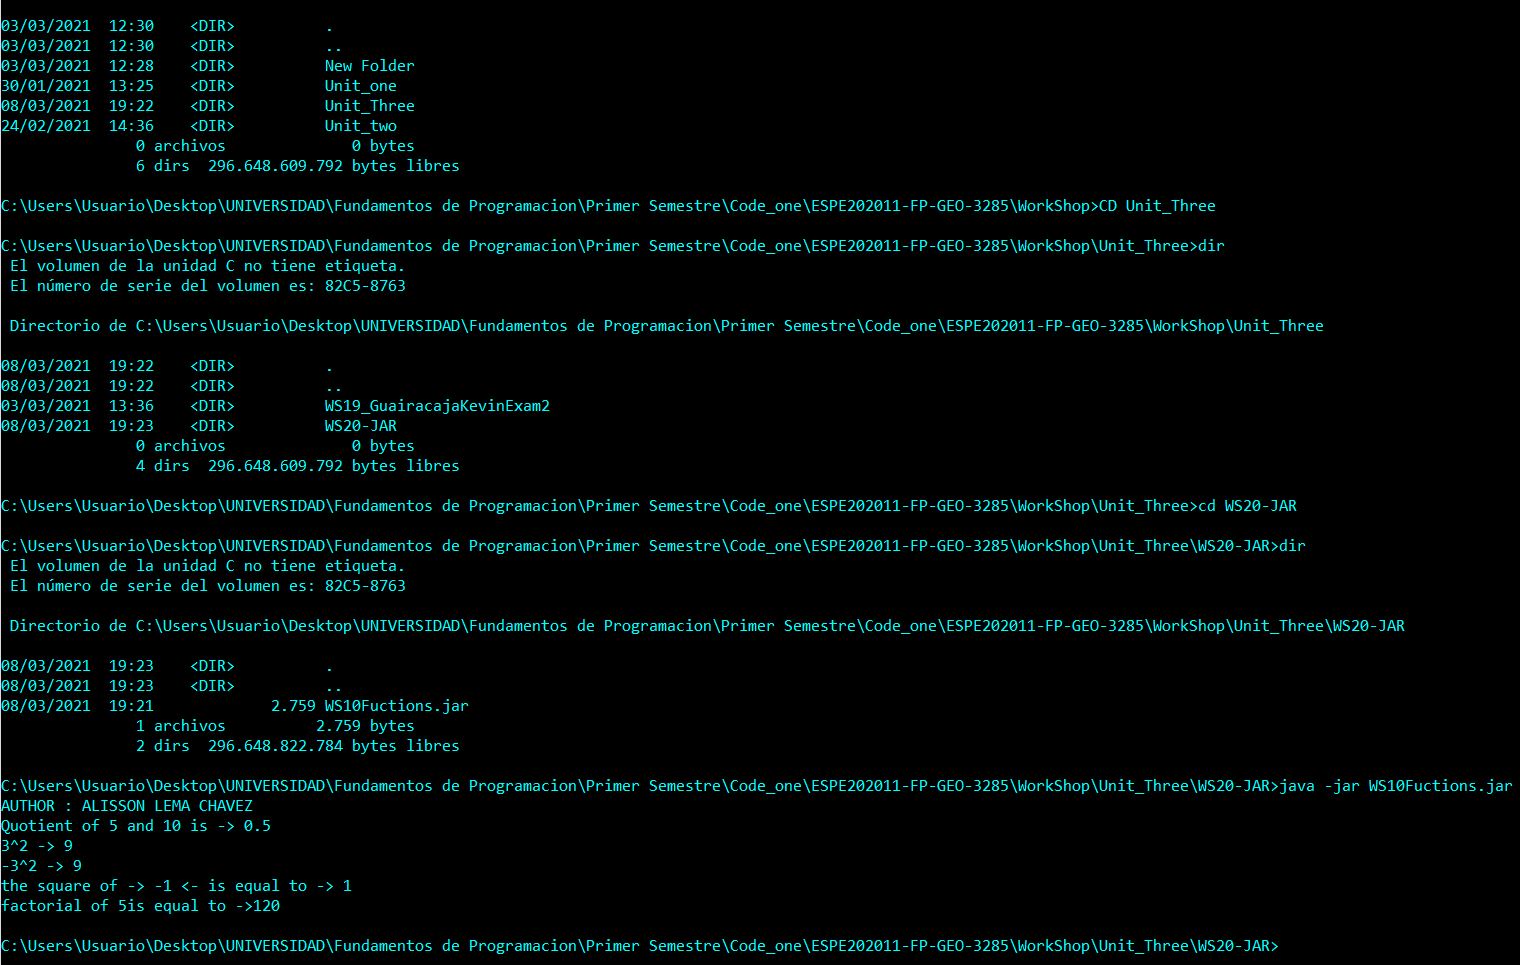 03/03/2021  12:30    <DIR>          .
03/03/2021  12:30    <DIR>          ..
03/03/2021  12:28    <DIR>          New Folder
30/01/2021  13:25    <DIR>          Unit_one
08/03/2021  19:22    <DIR>          Unit_Three
24/02/2021  14:36    <DIR>          Unit_two
               0 archivos              0 bytes
               6 dirs  296.648.609.792 bytes libres

C:\Users\Usuario\Desktop\UNIVERSIDAD\Fundamentos de Programacion\Primer Semestre\Code_one\ESPE202011-FP-GEO-3285\WorkShop>CD Unit_Three

C:\Users\Usuario\Desktop\UNIVERSIDAD\Fundamentos de Programacion\Primer Semestre\Code_one\ESPE202011-FP-GEO-3285\WorkShop\Unit_Three>dir
 El volumen de la unidad C no tiene etiqueta.
 El número de serie del volumen es: 82C5-8763

 Directorio de C:\Users\Usuario\Desktop\UNIVERSIDAD\Fundamentos de Programacion\Primer Semestre\Code_one\ESPE202011-FP-GEO-3285\WorkShop\Unit_Three

08/03/2021  19:22    <DIR>          .
08/03/2021  19:22    <DIR>          ..
03/03/2021  13:36    <DIR>          WS19_GuairacajaKevinExam2
08/03/2021  19:23    <DIR>          WS20-JAR
               0 archivos              0 bytes
               4 dirs  296.648.609.792 bytes libres

C:\Users\Usuario\Desktop\UNIVERSIDAD\Fundamentos de Programacion\Primer Semestre\Code_one\ESPE202011-FP-GEO-3285\WorkShop\Unit_Three>cd WS20-JAR

C:\Users\Usuario\Desktop\UNIVERSIDAD\Fundamentos de Programacion\Primer Semestre\Code_one\ESPE202011-FP-GEO-3285\WorkShop\Unit_Three\WS20-JAR>dir
 El volumen de la unidad C no tiene etiqueta.
 El número de serie del volumen es: 82C5-8763

 Directorio de C:\Users\Usuario\Desktop\UNIVERSIDAD\Fundamentos de Programacion\Primer Semestre\Code_one\ESPE202011-FP-GEO-3285\WorkShop\Unit_Three\WS20-JAR

08/03/2021  19:23    <DIR>          .
08/03/2021  19:23    <DIR>          ..
08/03/2021  19:21             2.759 WS10Fuctions.jar
               1 archivos          2.759 bytes
               2 dirs  296.648.822.784 bytes libres

C:\Users\Usuario\Desktop\UNIVERSIDAD\Fundamentos de Programacion\Primer Semestre\Code_one\ESPE202011-FP-GEO-3285\WorkShop\Unit_Three\WS20-JAR>java -jar WS10Fuctions.jar
AUTHOR : ALISSON LEMA CHAVEZ
Quotient of 5 and 10 is -> 0.5
3^2 -> 9
-3^2 -> 9
the square of -> -1 <- is equal to -> 1
factorial of 5is equal to ->120

C:\Users\Usuario\Desktop\UNIVERSIDAD\Fundamentos de Programacion\Primer Semestre\Code_one\ESPE202011-FP-GEO-3285\WorkShop\Unit_Three\WS20-JAR>